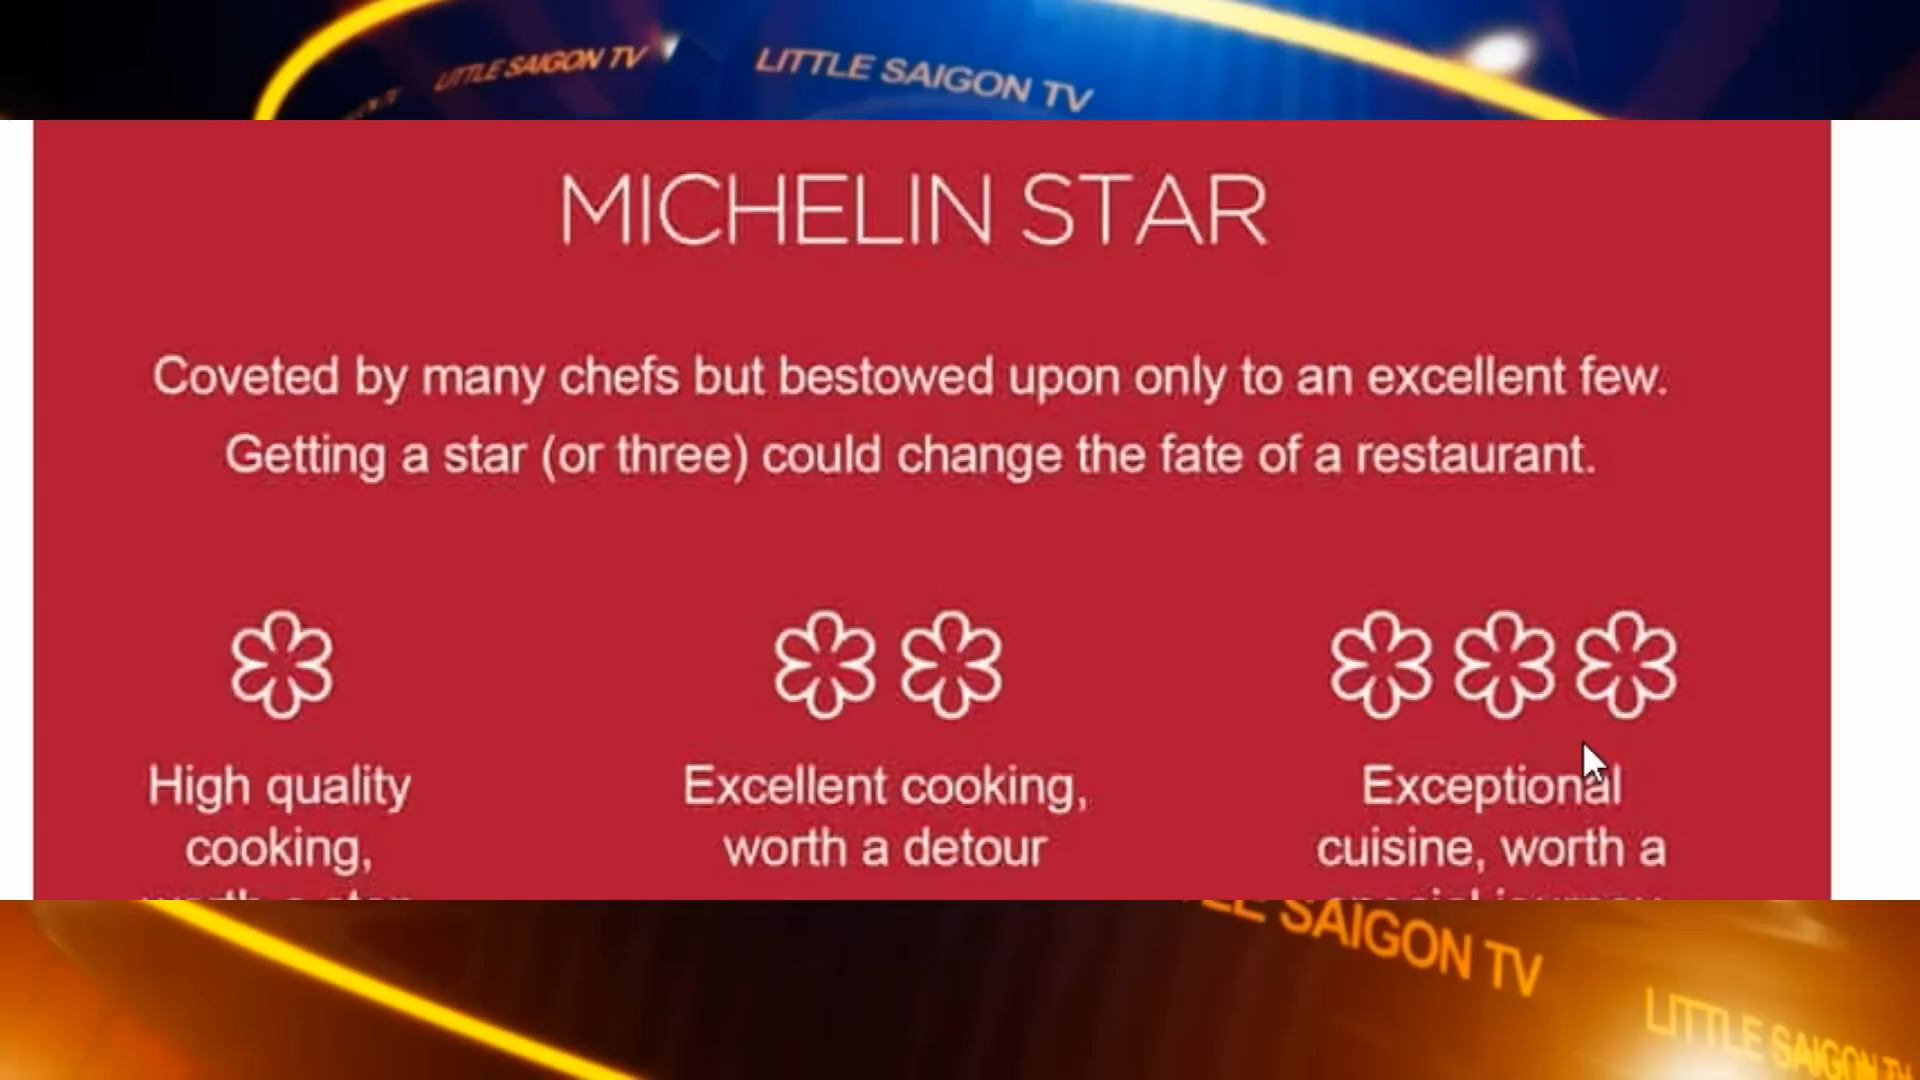 LITTLE SAIGON TV
LITTLE SAIGON TV
MICHELIN STAR
Coveted by many chefs but bestowed upon only to an excellent few.
Getting a star (or three) could change the fate of a restaurant.
High quality
cooking,
Excellent cooking,
worth a detour
Exceptional
cuisine, worth a
SAIGON TV
LITTLE SAIGON TV